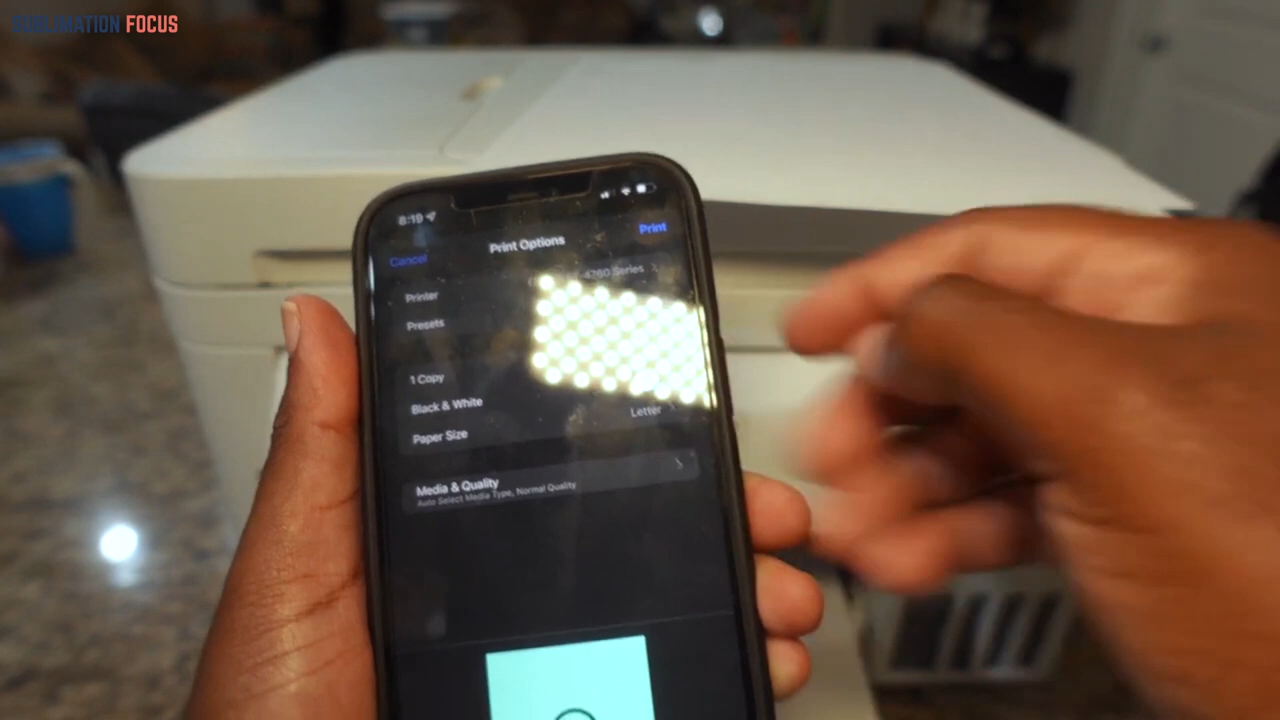 SUBLIMATION FOCUS
8:19
Print Options
Print
Cancel
Printer
4260 Series
Presets
1 Copy
Black & White
Paper Size
Letter
Media & Quality
Auto Select Media Type, Normal Quality